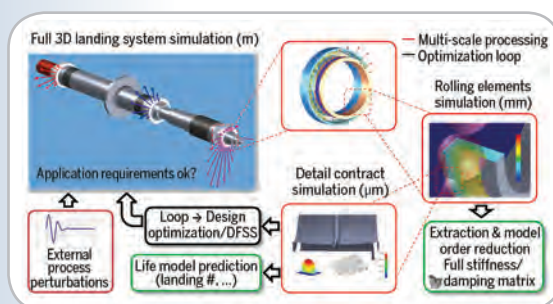 Full 3D landing system simulation (m)
Multi-scale processing
Optimization loop
Rolling elements
simulation (mm)
Application requirements ok?
Detail contract
simulation (μm)
Loop → Design
optimization/DFSS
External
process
perturbations
Life model prediction
(landing #, ...)
Extraction & model
order reduction
Full stiffness/
damping matrix